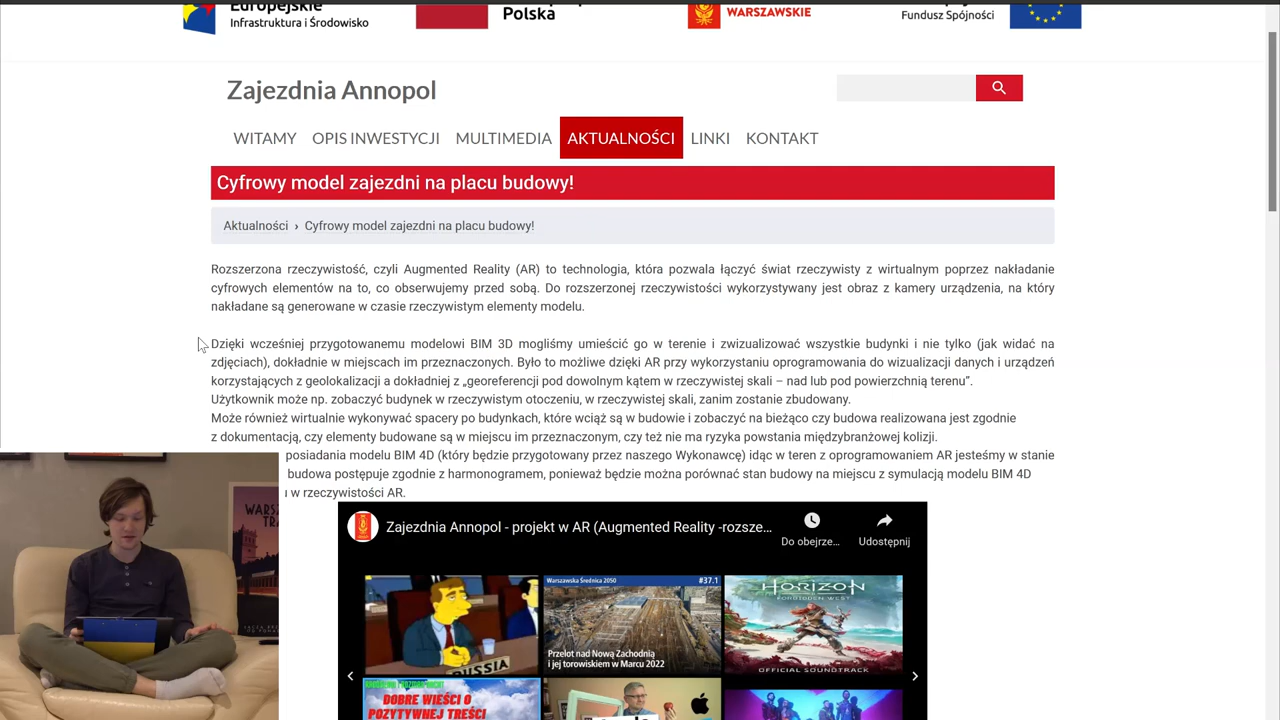 Europejskie
Infrastruktura i Środowisko
Polska
WARSZAWSKIE
Fundusz Spójności
Zajezdnia Annopol
WITAMY OPIS INWESTYCJI MULTIMEDIA AKTUALNOŚCI LINKI KONTAKT
Cyfrowy model zajezdni na placu budowy!
Aktualności › Cyfrowy model zajezdni na placu budowy!
Rozszerzona rzeczywistość, czyli Augmented Reality (AR) to technologia, która pozwala łączyć świat rzeczywisty z wirtualnym poprzez nakładanie
cyfrowych elementów na to, co obserwujemy przed sobą. Do rozszerzonej rzeczywistości wykorzystywany jest obraz z kamery urządzenia, na który
nakładane są generowane w czasie rzeczywistym elementy modelu.
Dzięki wcześniej przygotowanemu modelowi BIM 3D mogliśmy umieścić go w terenie i zwizualizować wszystkie budynki i nie tylko (jak widać na
zdjęciach), dokładnie w miejscach im przeznaczonych. Było to możliwe dzięki AR przy wykorzystaniu oprogramowania do wizualizacji danych i urządzeń
korzystających z geolokalizacji a dokładniej z „georeferencji pod dowolnym kątem w rzeczywistej skali – nad lub pod powierzchnią terenu”.
Użytkownik może np. zobaczyć budynek w rzeczywistym otoczeniu, w rzeczywistej skali, zanim zostanie zbudowany.
Może również wirtualnie wykonywać spacery po budynkach, które wciąż są w budowie i zobaczyć na bieżąco czy budowa realizowana jest zgodnie
z dokumentacją, czy elementy budowane są w miejscu im przeznaczonym, czy też nie ma ryzyka powstania międzybranżowej kolizji.
posiadania modelu BIM 4D (który będzie przygotowany przez naszego Wykonawcę) idąc w teren z oprogramowaniem AR jesteśmy w stanie
budowa postępuje zgodnie z harmonogramem, ponieważ będzie można porównać stan budowy na miejscu z symulacją modelu BIM 4D
w rzeczywistości AR.
Zajezdnia Annopol - projekt w AR (Augmented Reality -rozsze...
Do obejrze...
Udostępnij
RUSSIA
Warszawska Średnica 2050 #37.1
Przelot nad Nową Zachodnią
i jej torowiskiem w Marcu 2022
HORIZON
FORBIDDEN WEST
OFFICIAL SOUNDTRACK
DOBRE WIEŚCI O
POZYTYWNEJ TREŚCI